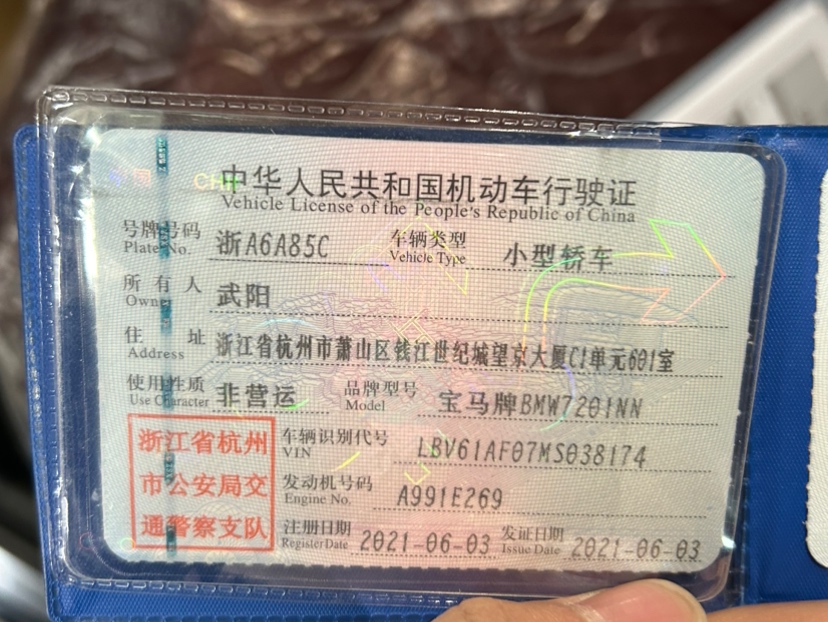 中华人民共和国机动车行驶证
Vehicle License of the People's Republic of China
号牌号码 浙A6A85C 车辆类型 小型轿车
Plate No. Vehicle Type
所有人 武阳
Owner
住址 浙江省杭州市萧山区钱江世纪城望京大厦C1单元601室
Address
使用性质 非营运 品牌型号 宝马牌BMW7201NN
Use Character Model
浙江省杭州
市公安局交
通警察支队
车辆识别代号 LBV61AF07MS038174
VIN
发动机号码 A991E269
Engine No.
注册日期 2021-06-03 发证日期 2021-06-03
Register Date Issue Date